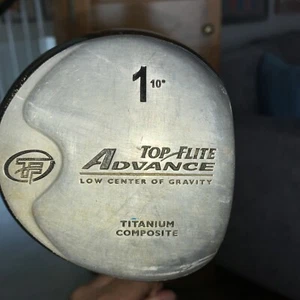 1 10°
TOP FLITE
ADVANCE
LOW CENTER OF GRAVITY
TITANIUM
COMPOSITE